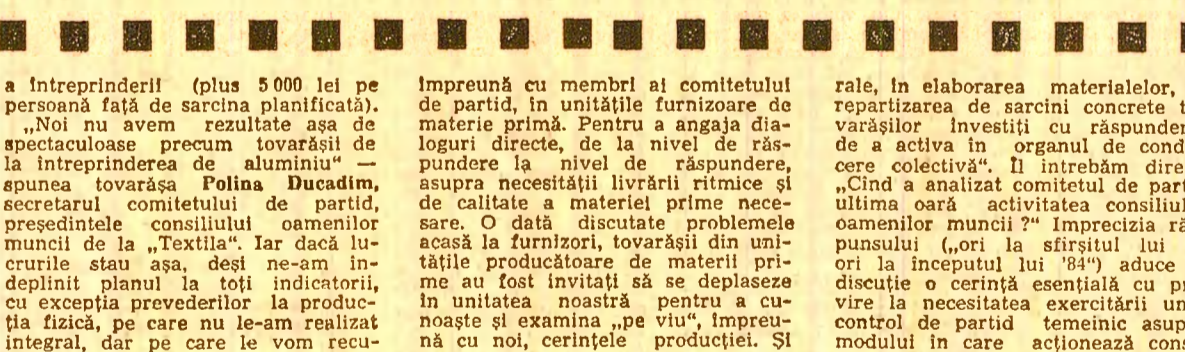 a întreprinderii (plus 5 000 lei pe
persoană față de sarcina planificată).
„Noi nu avem rezultate așa de
spectaculoase precum tovarășii de
la întreprinderea de aluminiu“ —
spunea tovarășa Polina Ducadim,
secretarul comitetului de partid,
președintele consiliului oamenilor
muncii de la „Textila“. Iar dacă lu-
crurile stau așa, deși ne-am în-
deplinit planul la toți indicatorii,
cu excepția prevederilor la produc-
ția fizică, pe care nu le-am realizat
integral, dar pe care le vom recu-
împreună cu membri ai comitetului
de partid, în unitățile furnizoare de
materie primă. Pentru a angaja dia-
loguri directe, de la nivel de răs-
pundere la nivel de răspundere,
asupra necesității livrării ritmice și
de calitate a materiei prime nece-
sare. O dată discutate problemele
acasă la furnizori, tovarășii din uni-
tățile producătoare de materii pri-
me au fost invitați să se deplaseze
în unitatea noastră pentru a cu-
noaște și examina „pe viu“, împreu-
nă cu noi, cerințele producției. Și
rale, în elaborarea materialelor,
repartizarea de sarcini concrete t
varășilor învestiți cu răspunder
de a activa în organul de cond
cere colectivă“. Îl întrebăm dire
„Cînd a analizat comitetul de part
ultima oară activitatea consiliul
oamenilor muncii ?“ Imprecizia ră
punsului („ori la sfîrșitul lui
ori la începutul lui '84“) aduce
discuție o cerință esențială cu pr
vire la necesitatea exercitării un
control de partid temeinic asup
modului în care acționează cons